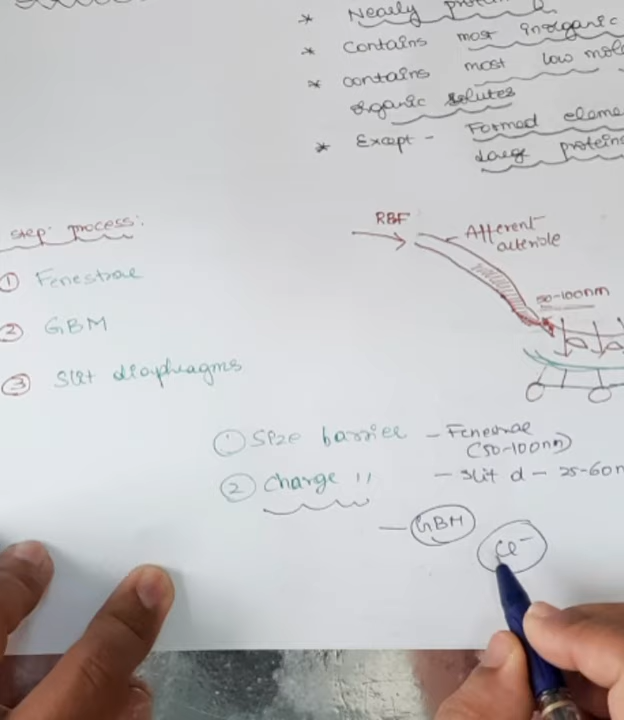 * Nearly
* Contains most inorganic
* contains most low mole
organic solutes
* Except - Formed eleme
Large proteins
step process:
RBF
Afferent
arteriole
① Fenestrae
50-100nm
② GBM
③ Slit diaphragms
① Size barrier - Fenestrae
(50-100nm)
② Charge 〃 - Slit d - 25-60n
- GBM
Cl⁻